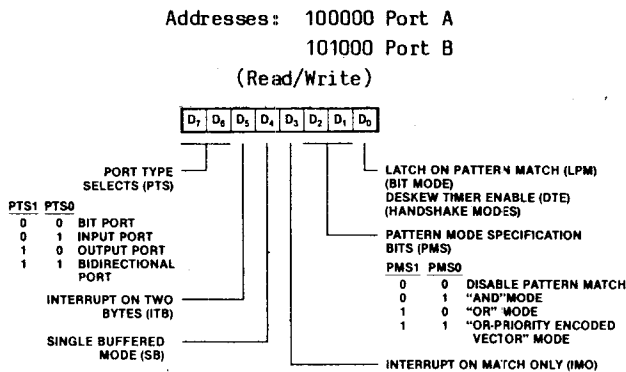 Addresses: 100000 Port A
101000 Port B
(Read/Write)
D7 D6 D5 D4 D3 D2 D1 D0
PORT TYPE
SELECTS (PTS)
PTS1 PTS0
0 0 BIT PORT
0 1 INPUT PORT
1 0 OUTPUT PORT
1 1 BIDIRECTIONAL
PORT
INTERRUPT ON TWO
BYTES (ITB)
SINGLE BUFFERED
MODE (SB)
LATCH ON PATTERN MATCH (LPM)
(BIT MODE)
DESKEW TIMER ENABLE (DTE)
(HANDSHAKE MODES)
PATTERN MODE SPECIFICATION
BITS (PMS)
PMS1 PMS0
0 0 DISABLE PATTERN MATCH
0 1 “AND”MODE
1 0 “OR” MODE
1 1 “OR-PRIORITY ENCODED
VECTOR” MODE
INTERRUPT ON MATCH ONLY (IMO)